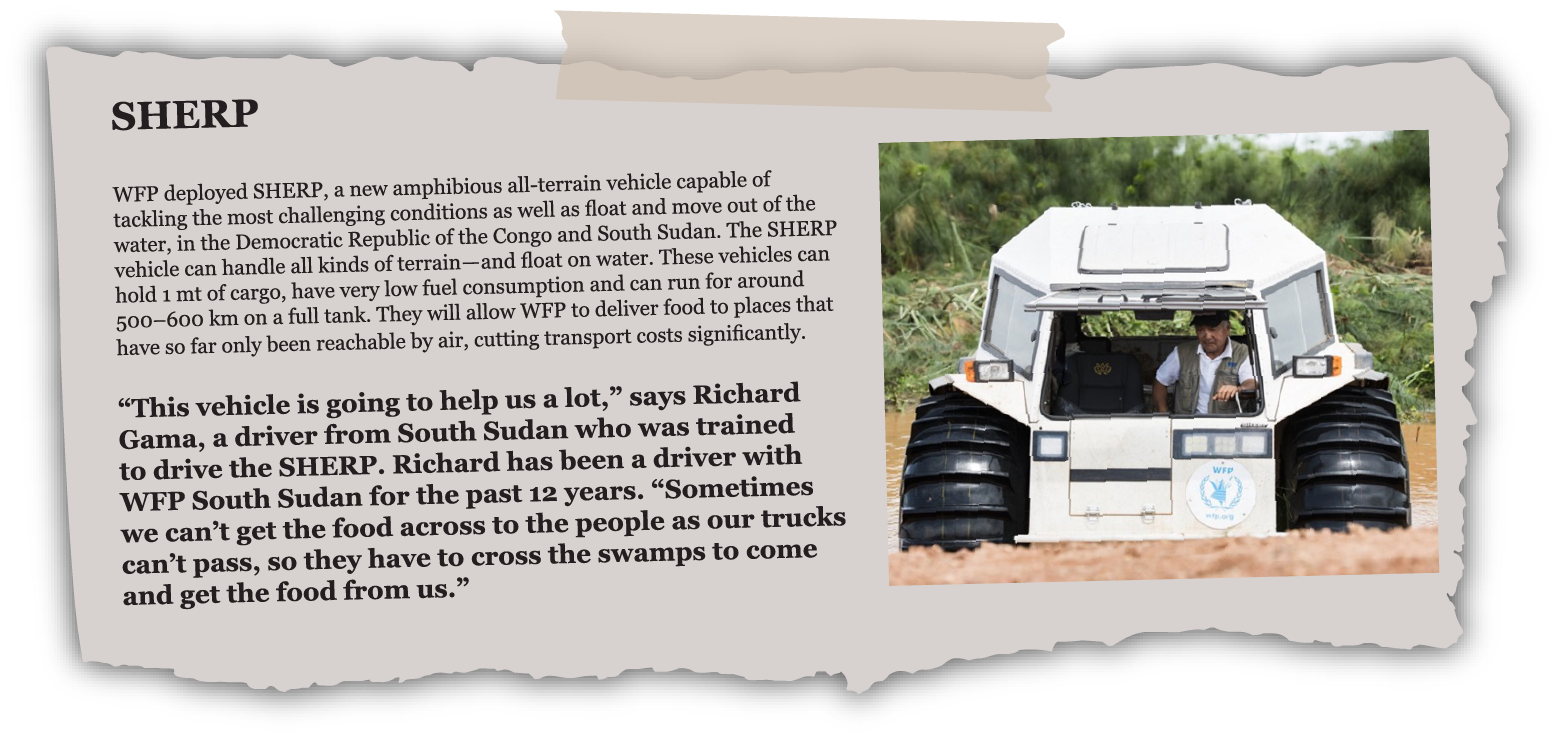 SHERP
WFP deployed SHERP, a new amphibious all-terrain vehicle capable of
tackling the most challenging conditions as well as float and move out of the
water, in the Democratic Republic of the Congo and South Sudan. The SHERP
vehicle can handle all kinds of terrain—and float on water. These vehicles can
hold 1 mt of cargo, have very low fuel consumption and can run for around
500–600 km on a full tank. They will allow WFP to deliver food to places that
have so far only been reachable by air, cutting transport costs significantly.
“This vehicle is going to help us a lot,” says Richard
Gama, a driver from South Sudan who was trained
to drive the SHERP. Richard has been a driver with
WFP South Sudan for the past 12 years. “Sometimes
we can’t get the food across to the people as our trucks
can’t pass, so they have to cross the swamps to come
and get the food from us.”
WFP
wfp.org